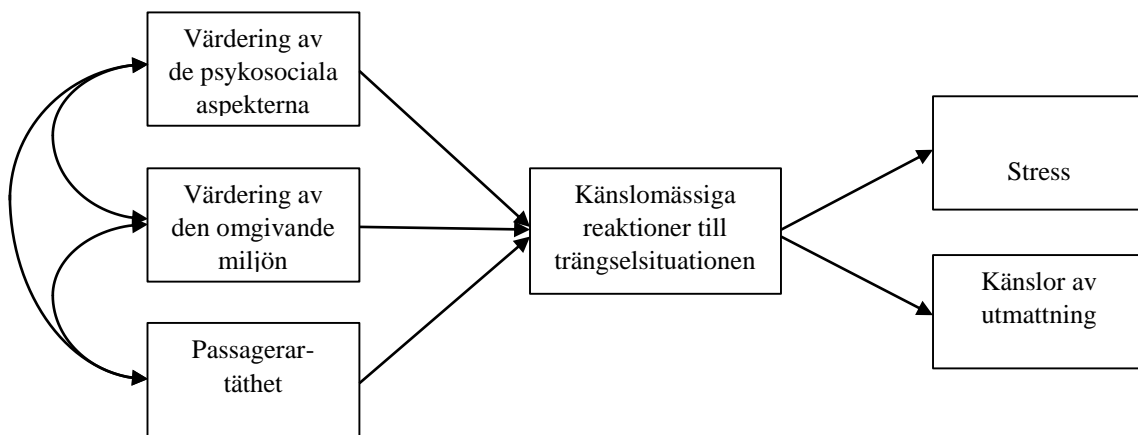 Värdering av
de psykosociala
aspekterna
Värdering av
den omgivande
miljön
Passagerar-
täthet
Känslomässiga
reaktioner till
trängselsituationen
Stress
Känslor av
utmattning